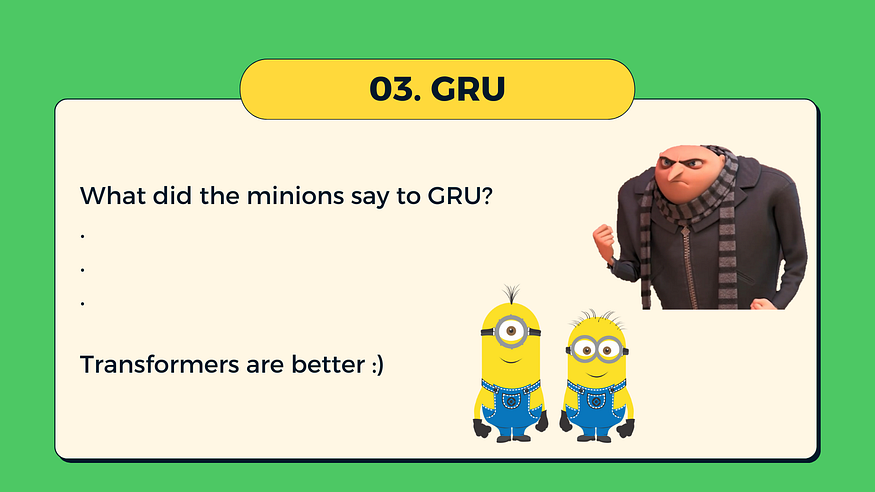 03. GRU
What did the minions say to GRU?
.
.
.
Transformers are better :)